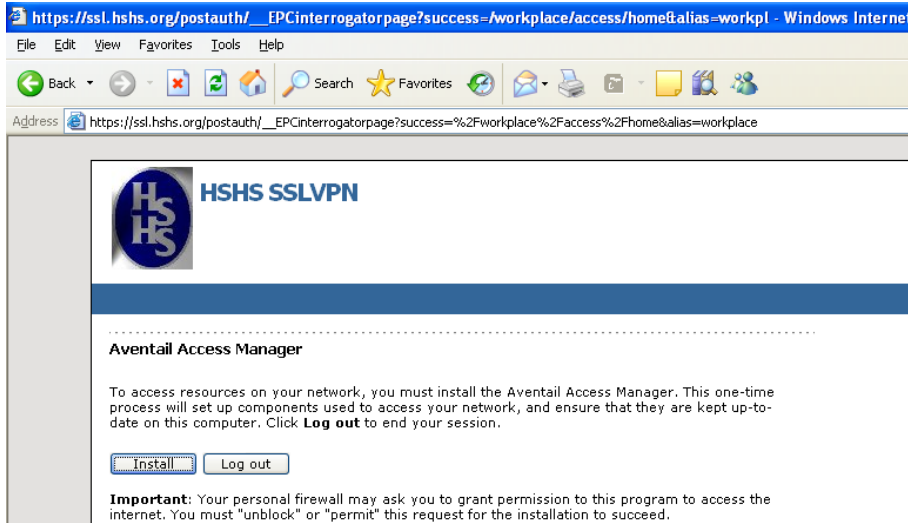 https://ssl.hshs.org/postauth/__EPCinterrogatorpage?success=/workplace/access/home&alias=workpl - Windows Internet
File Edit View Favorites Tools Help
Back Search Favorites
Address https://ssl.hshs.org/postauth/__EPCinterrogatorpage?success=%2Fworkplace%2Faccess%2Fhome&alias=workplace
HSHS SSLVPN
HS
HS
Aventail Access Manager
To access resources on your network, you must install the Aventail Access Manager. This one-time
process will set up components used to access your network, and ensure that they are kept up-to-
date on this computer. Click Log out to end your session.
Install Log out
Important: Your personal firewall may ask you to grant permission to this program to access the
internet. You must "unblock" or "permit" this request for the installation to succeed.